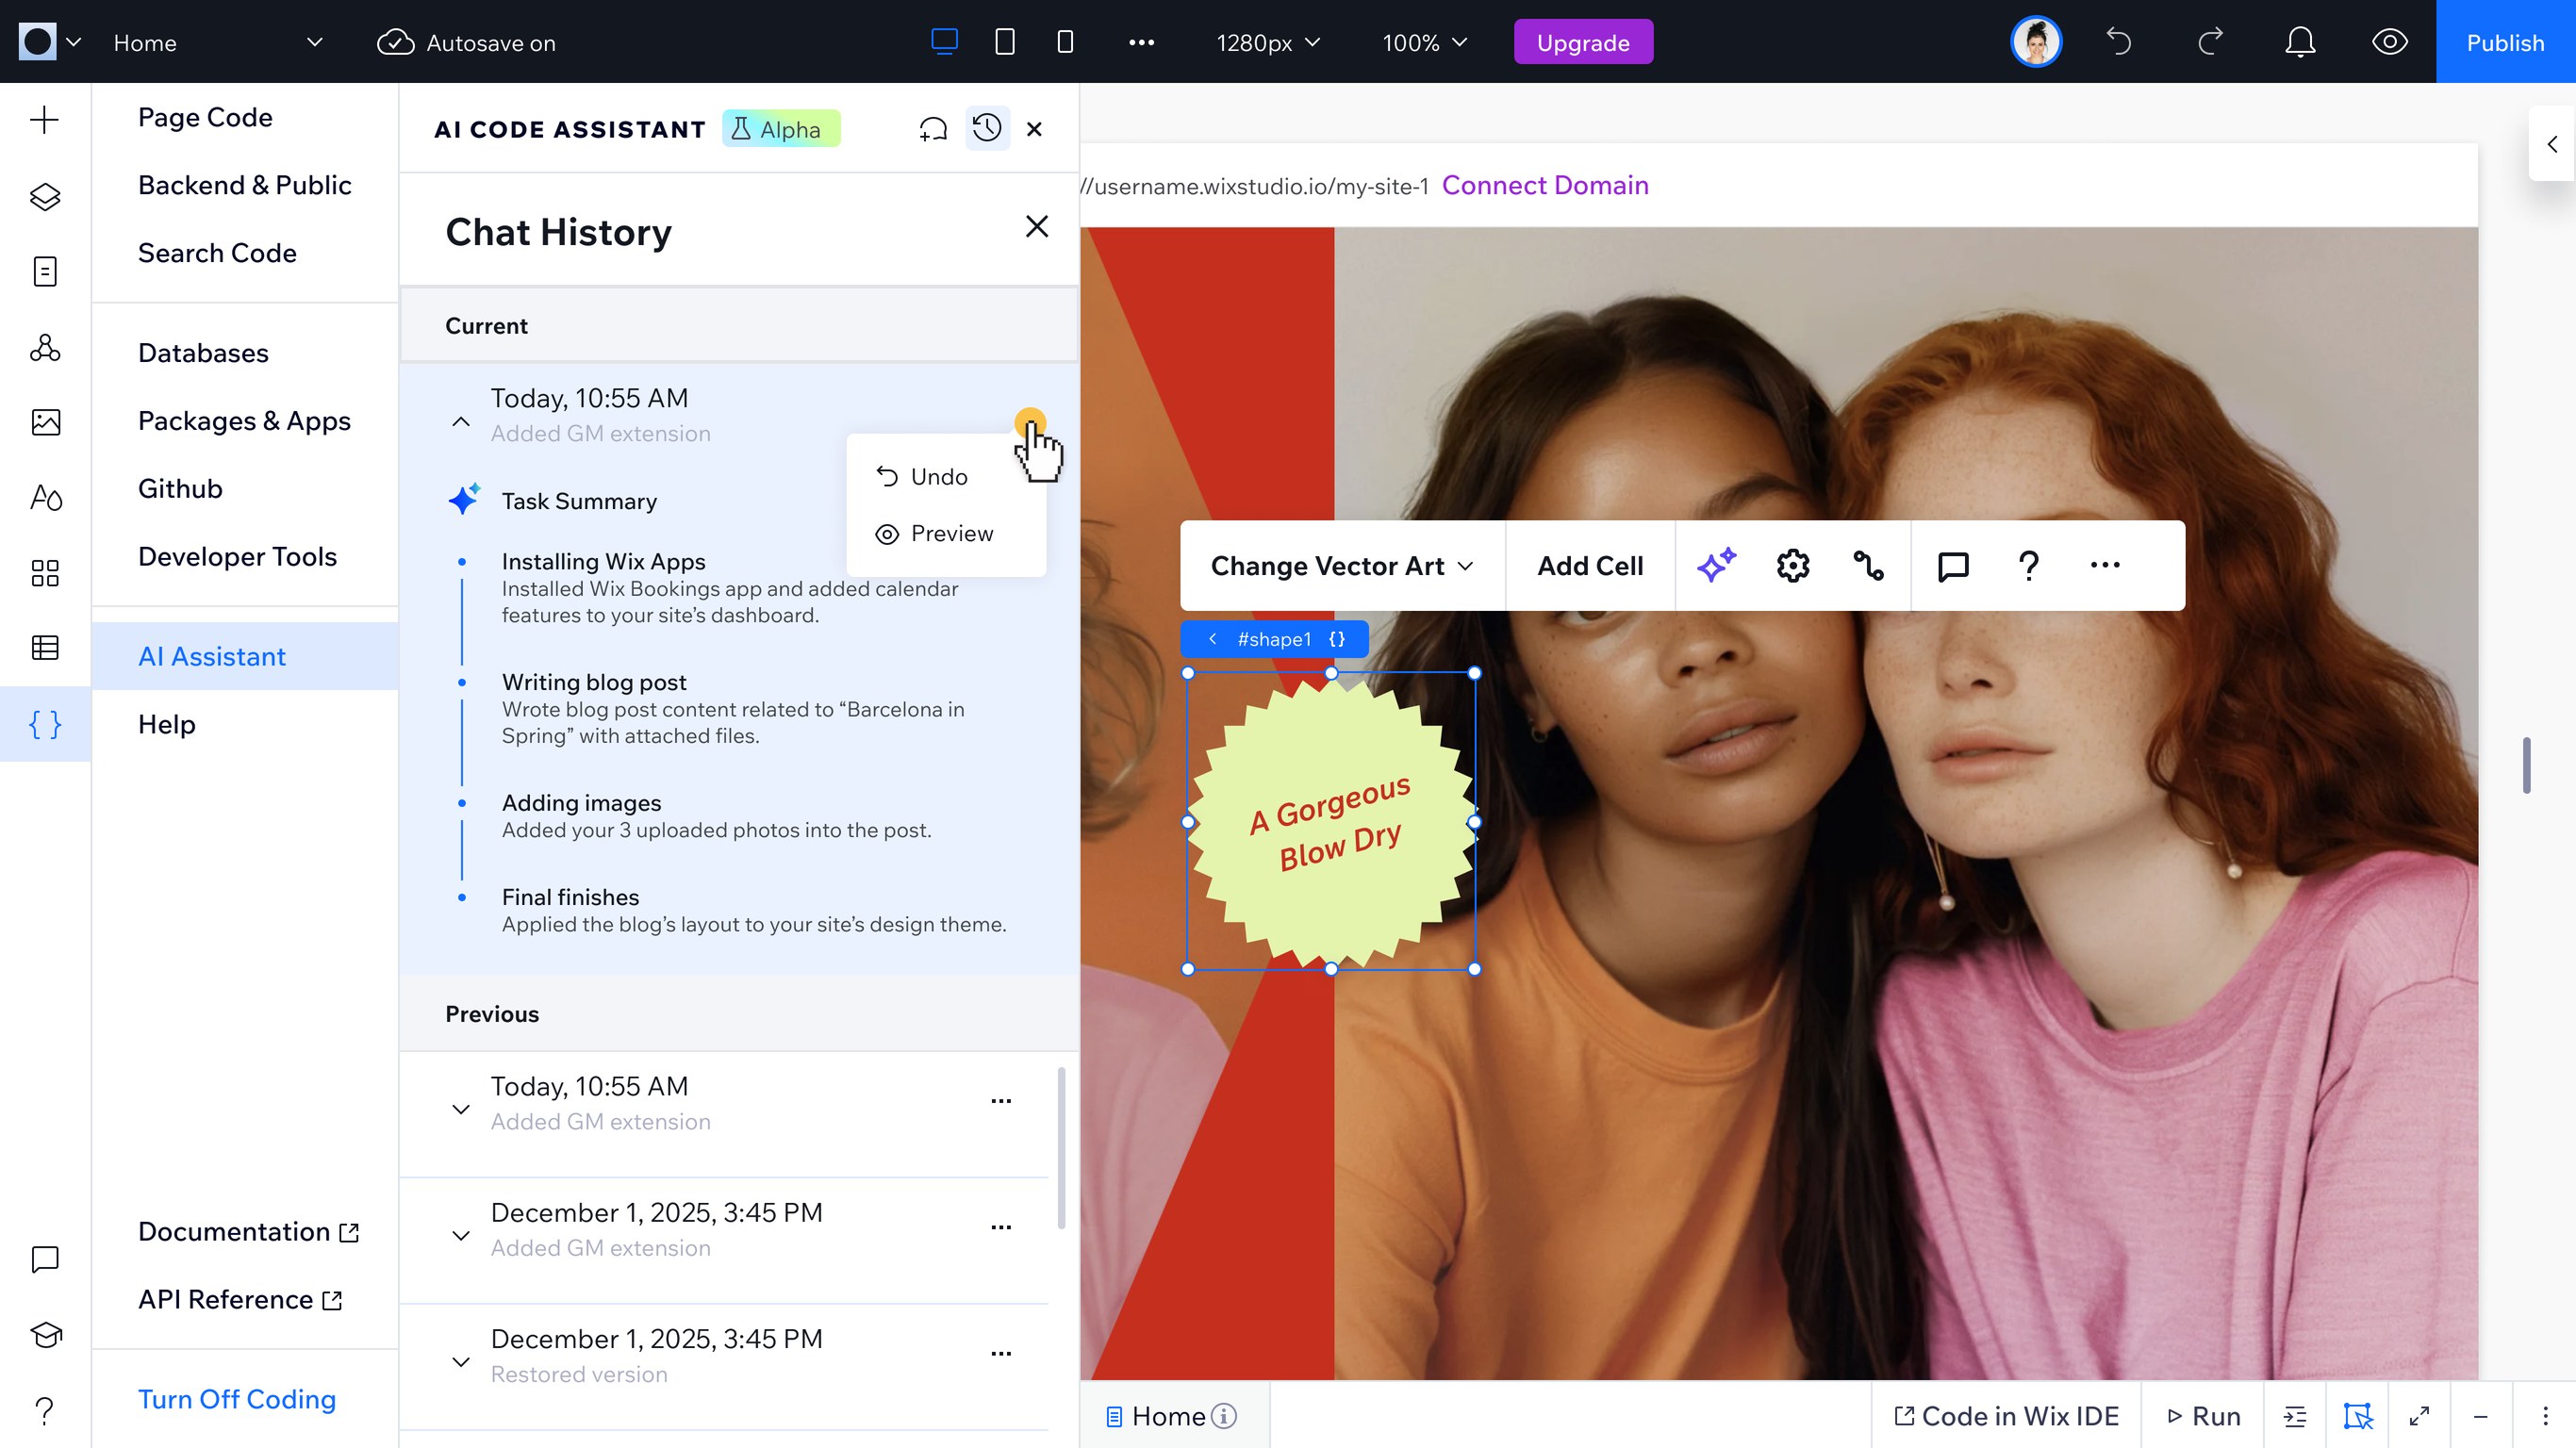 Home
Autosave on
1280px
100%
Upgrade
Publish
Page Code
Backend & Public
Search Code
Databases
Packages & Apps
Github
Developer Tools
AI Assistant
Help
Documentation
API Reference
Turn Off Coding
AI CODE ASSISTANT
Alpha
Chat History
Current
Today, 10:55 AM
Added GM extension
Undo
Preview
Task Summary
Installing Wix Apps
Installed Wix Bookings app and added calendar
features to your site’s dashboard.
Writing blog post
Wrote blog post content related to “Barcelona in
Spring” with attached files.
Adding images
Added your 3 uploaded photos into the post.
Final finishes
Applied the blog’s layout to your site’s design theme.
Previous
Today, 10:55 AM
Added GM extension
December 1, 2025, 3:45 PM
Added GM extension
December 1, 2025, 3:45 PM
Restored version
//username.wixstudio.io/my-site-1 Connect Domain
Change Vector Art
Add Cell
#shape1 {}
A Gorgeous
Blow Dry
Home
Code in Wix IDE
Run